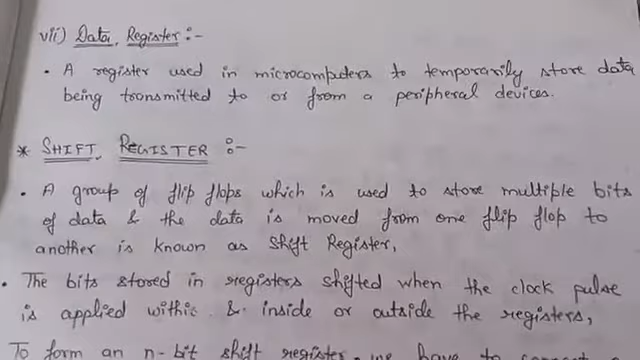 vii) Data Register :-
• A register used in microcomputers to temporarily store data
being transmitted to or from a peripheral devices.
* SHIFT REGISTER :-
• A group of flip flops which is used to store multiple bits
of data & the data is moved from one flip flop to
another is known as Shift Register,
• The bits stored in registers shifted when the clock pulse
is applied within & inside or outside the registers,
To form an n-bit shift register, we have to connect